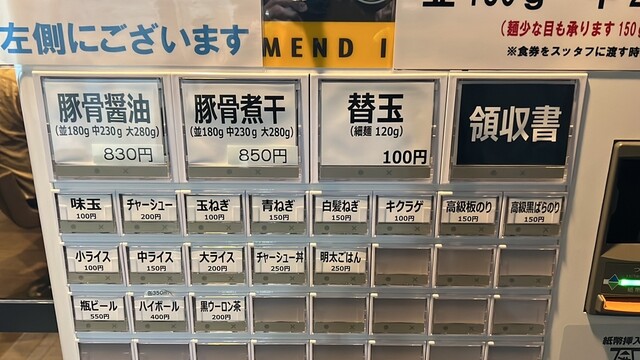 左側にございます
MEND I
(麺少な目も承ります150
※食券をスタッフに渡す時
豚骨醤油
(並180g 中230g 大280g)
830円
豚骨煮干
(並180g 中230g 大280g)
850円
替玉
(細麺 120g)
100円
領収書
味玉
100円
チャーシュー
200円
玉ねぎ
100円
青ねぎ
150円
白髪ねぎ
150円
キクラゲ
100円
高級板のり
150円
高級黒ばらのり
150円
小ライス
100円
中ライス
150円
大ライス
200円
チャーシュー丼
250円
明太ごはん
250円
瓶ビール
550円
ハイボール
400円
黒ウーロン茶
200円
紙幣挿入